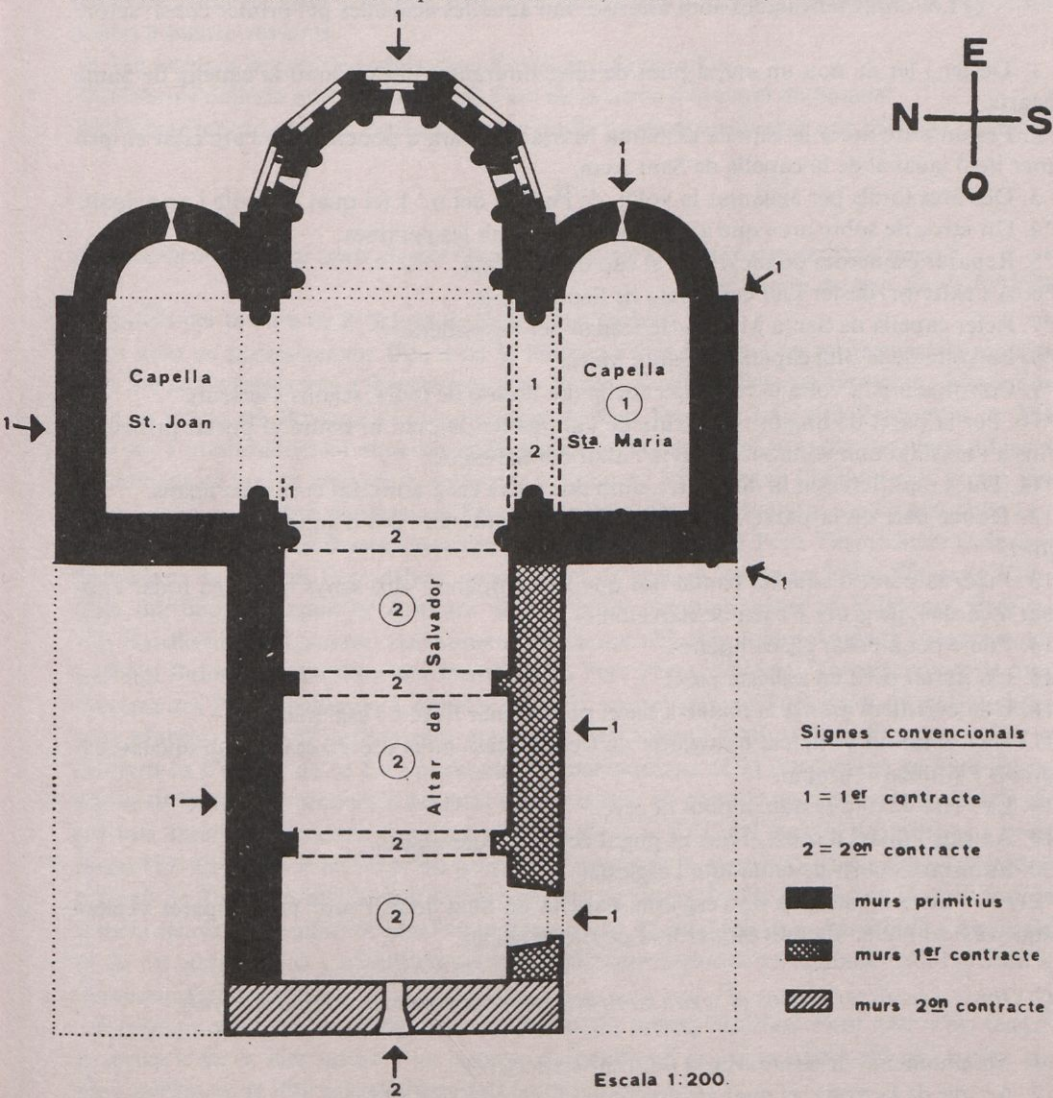 1
1
E
N S
O
1
Capella
St. Joan
1
1
2
Capella
1
Sta Maria
1
1
2
1
2
Altar del Salvador
2
2
1
1
2
2
1
2
Signes convencionals
1 = 1er contracte
2 = 2on contracte
murs primitius
murs 1er contracte
murs 2on contracte
Escala 1:200.